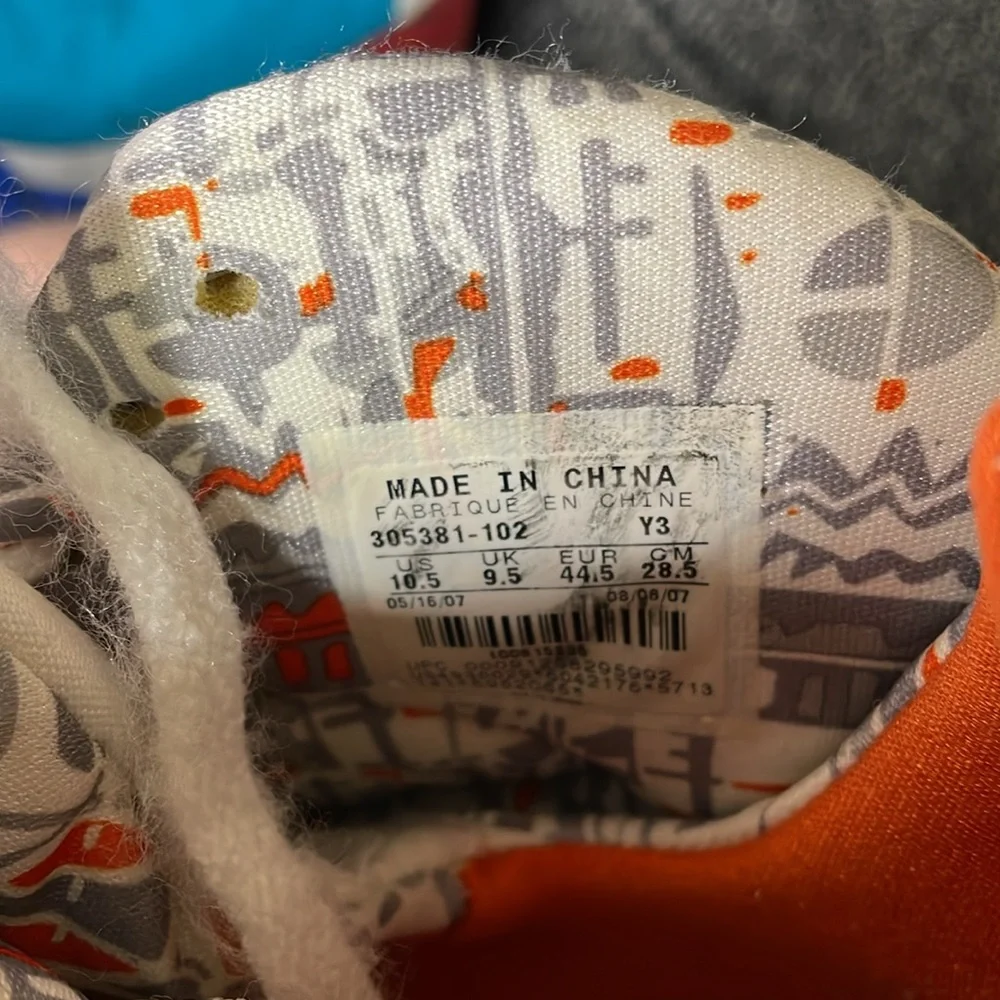 MADE IN CHINA
FABRIQUE EN CHINE
305381-102 Y3
US UK EUR CM
10.5 9.5 44.5 28.5
05/16/07 08/08/07
UPC